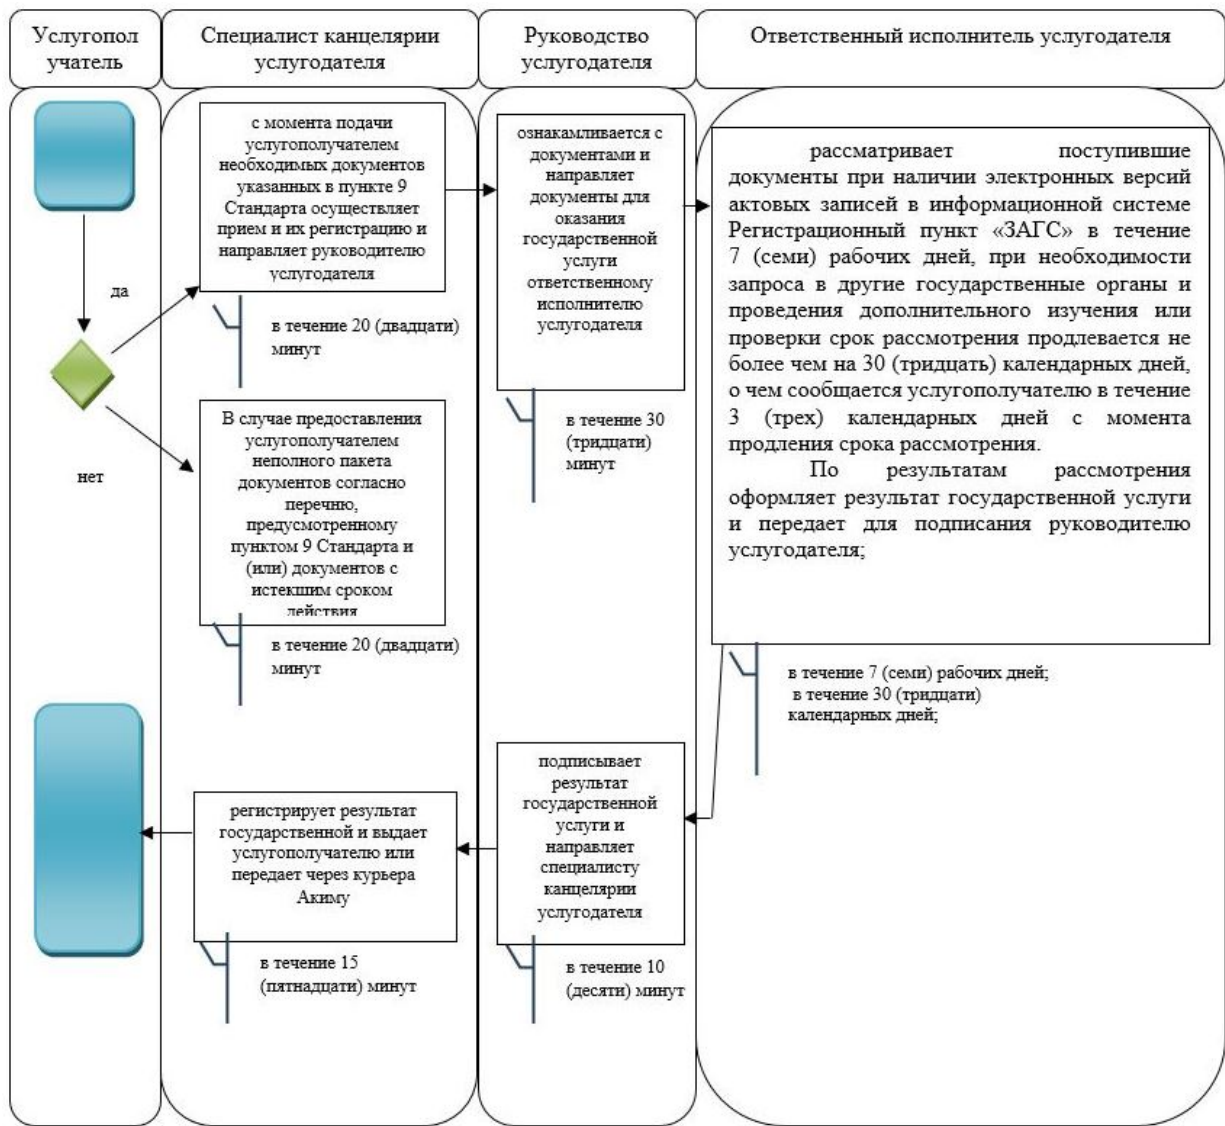 Услугопол
учатель
Специалист канцелярии
услугодателя
Руководство
услугодателя
Ответственный исполнитель услугодателя
с момента подачи
услугополучателем
необходимых документов
указанных в пункте 9
Стандарта осуществляет
прием и их регистрацию и
направляет руководителю
услугодателя
да
в течение 20 (двадцати)
минут
нет
В случае предоставления
услугополучателем
неполного пакета
документов согласно
перечню,
предусмотренному
пунктом 9 Стандарта и
(или) документов с
истекшим сроком
действия
в течение 20 (двадцати)
минут
ознакамливается с
документами и
направляет
документы для
оказания
государственной
услуги
ответственному
исполнителю
услугодателя
в течение 30
(тридцати)
минут
рассматривает поступившие
документы при наличии электронных версий
актовых записей в информационной системе
Регистрационный пункт «ЗАГС» в течение
7 (семи) рабочих дней, при необходимости
запроса в другие государственные органы и
проведения дополнительного изучения или
проверки срок рассмотрения продлевается не
более чем на 30 (тридцать) календарных дней,
о чем сообщается услугополучателю в течение
3 (трех) календарных дней с момента
продления срока рассмотрения.
По результатам рассмотрения
оформляет результат государственной услуги
и передает для подписания руководителю
услугодателя;
в течение 7 (семи) рабочих дней;
в течение 30 (тридцати)
календарных дней;
подписывает
результат
государственной
услуги и
направляет
специалисту
канцелярии
услугодателя
в течение 10
(десяти) минут
регистрирует результат
государственной и выдает
услугополучателю или
передает через курьера
Акиму
в течение 15
(пятнадцати) минут